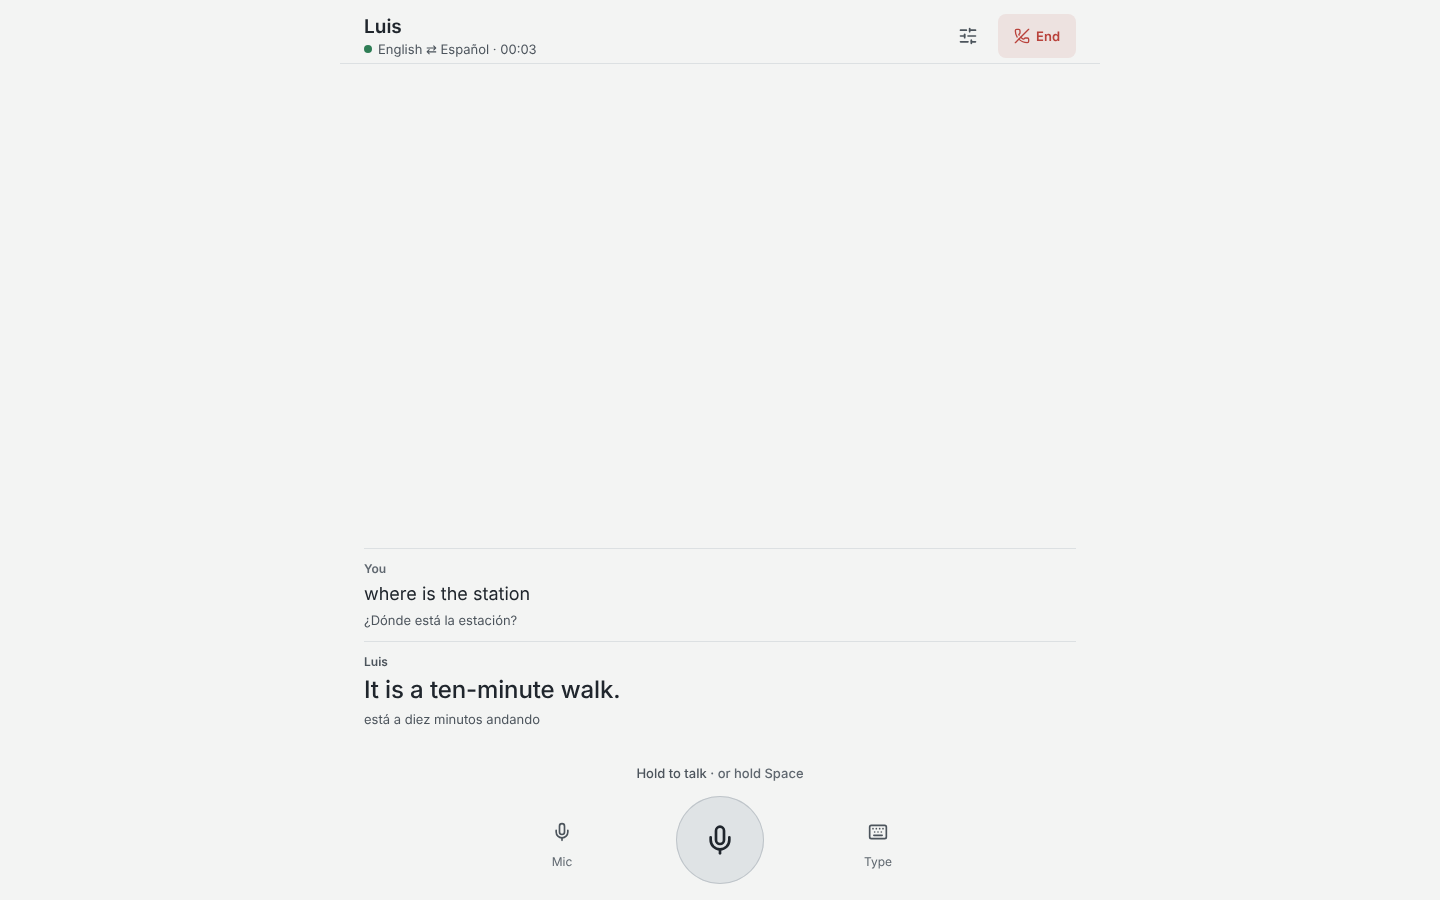 Luis
English ⇄ Español · 00:03
End
You
where is the station
¿Dónde está la estación?
Luis
It is a ten-minute walk.
está a diez minutos andando
Hold to talk · or hold Space
Mic
Type